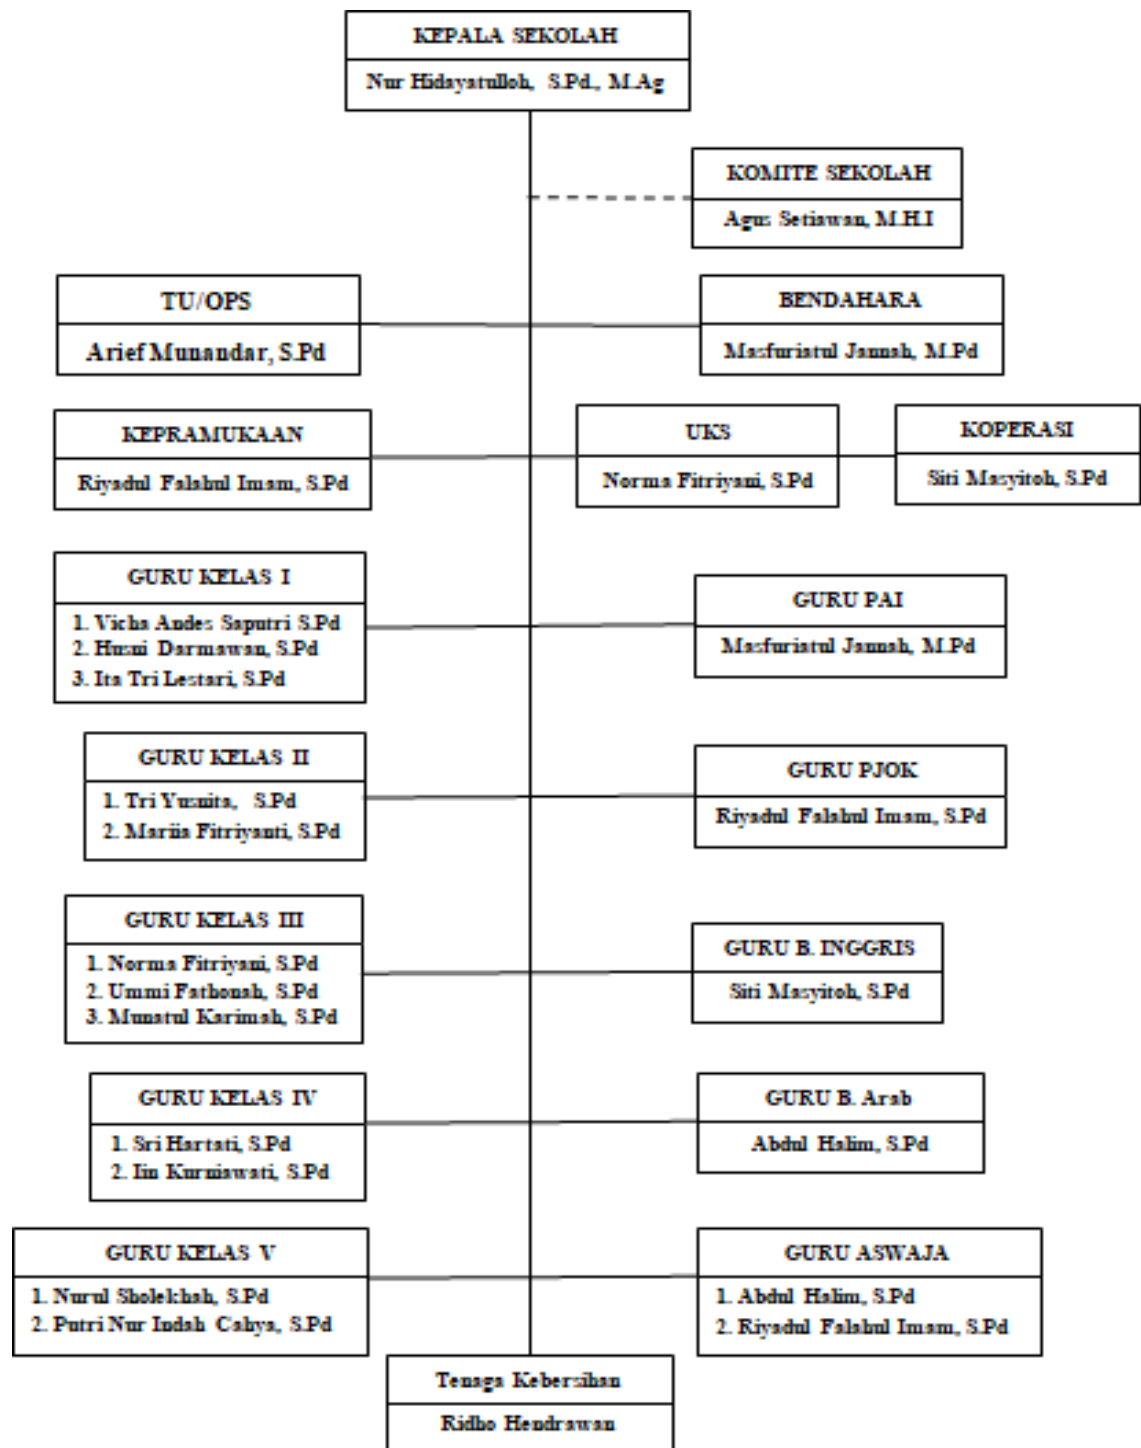 KEPALA SEKOLAH
Nur Hidayatulloh, S.Pd., M.Ag
KOMITE SEKOLAH
Agus Setiawan, M.H.I
TU/OPS
Arief Munandar, S.Pd
BENDAHARA
Masfuriatul Jannah, M.Pd
KEPRAMUKAAN
Riyadul Falahul Imam, S.Pd
UKS
Norma Fitriyani, S.Pd
KOPERASI
Siti Masyitoh, S.Pd
GURU KELAS I
1. Vicha Andes Saputri S.Pd
2. Husni Darmawan, S.Pd
3. Ita Tri Lestari, S.Pd
GURU PAI
Masfuriatul Jannah, M.Pd
GURU KELAS II
1. Tri Yusnita, S.Pd
2. Mariia Fitriyanti, S.Pd
GURU PJOK
Riyadul Falahul Imam, S.Pd
GURU KELAS III
1. Norma Fitriyani, S.Pd
2. Ummi Fathonah, S.Pd
3. Munatul Karimah, S.Pd
GURU B. INGGRIS
Siti Masyitoh, S.Pd
GURU KELAS IV
1. Sri Hartati, S.Pd
2. Iin Kurniawati, S.Pd
GURU B. Arab
Abdul Halim, S.Pd
GURU KELAS V
1. Nurul Sholekhah, S.Pd
2. Putri Nur Indah Cahya, S.Pd
GURU ASWAJA
1. Abdul Halim, S.Pd
2. Riyadul Falahul Imam, S.Pd
Tenaga Kebersihan
Ridho Hendrawan